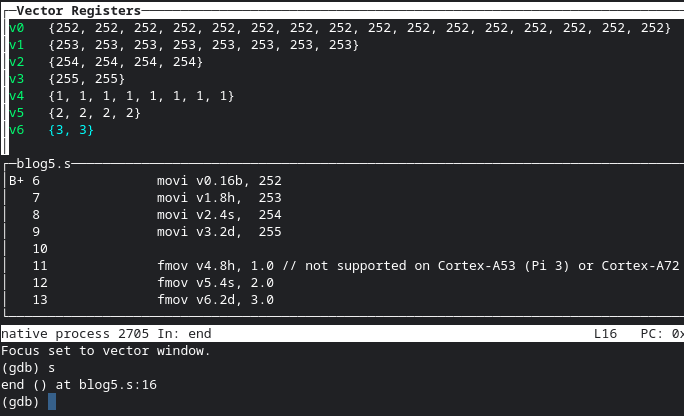 Vector Registers
v0 {252, 252, 252, 252, 252, 252, 252, 252, 252, 252, 252, 252, 252, 252, 252, 252}
v1 {253, 253, 253, 253, 253, 253, 253, 253}
v2 {254, 254, 254, 254}
v3 {255, 255}
v4 {1, 1, 1, 1, 1, 1, 1, 1}
v5 {2, 2, 2, 2}
v6 {3, 3}
blog5.s
B+ 6 movi v0.16b, 252
7 movi v1.8h, 253
8 movi v2.4s, 254
9 movi v3.2d, 255
10
11 fmov v4.8h, 1.0 // not supported on Cortex-A53 (Pi 3) or Cortex-A72
12 fmov v5.4s, 2.0
13 fmov v6.2d, 3.0
native process 2705 In: end L16 PC: 0x
Focus set to vector window.
(gdb) s
end () at blog5.s:16
(gdb)